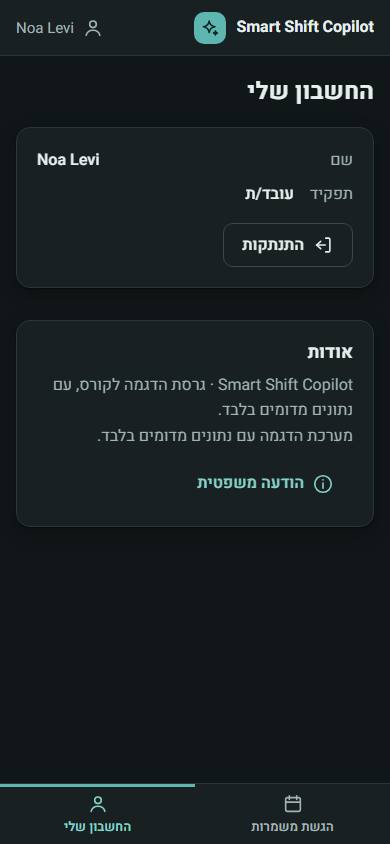 Smart Shift Copilot
Noa Levi
החשבון שלי
שם
Noa Levi
תפקיד עובד/ת
התנתקות
אודות
Smart Shift Copilot · גרסת הדגמה לקורס, עם
נתונים מדומים בלבד.
מערכת הדגמה עם נתונים מדומים בלבד.
הודעה משפטית
הגשת משמרות
החשבון שלי